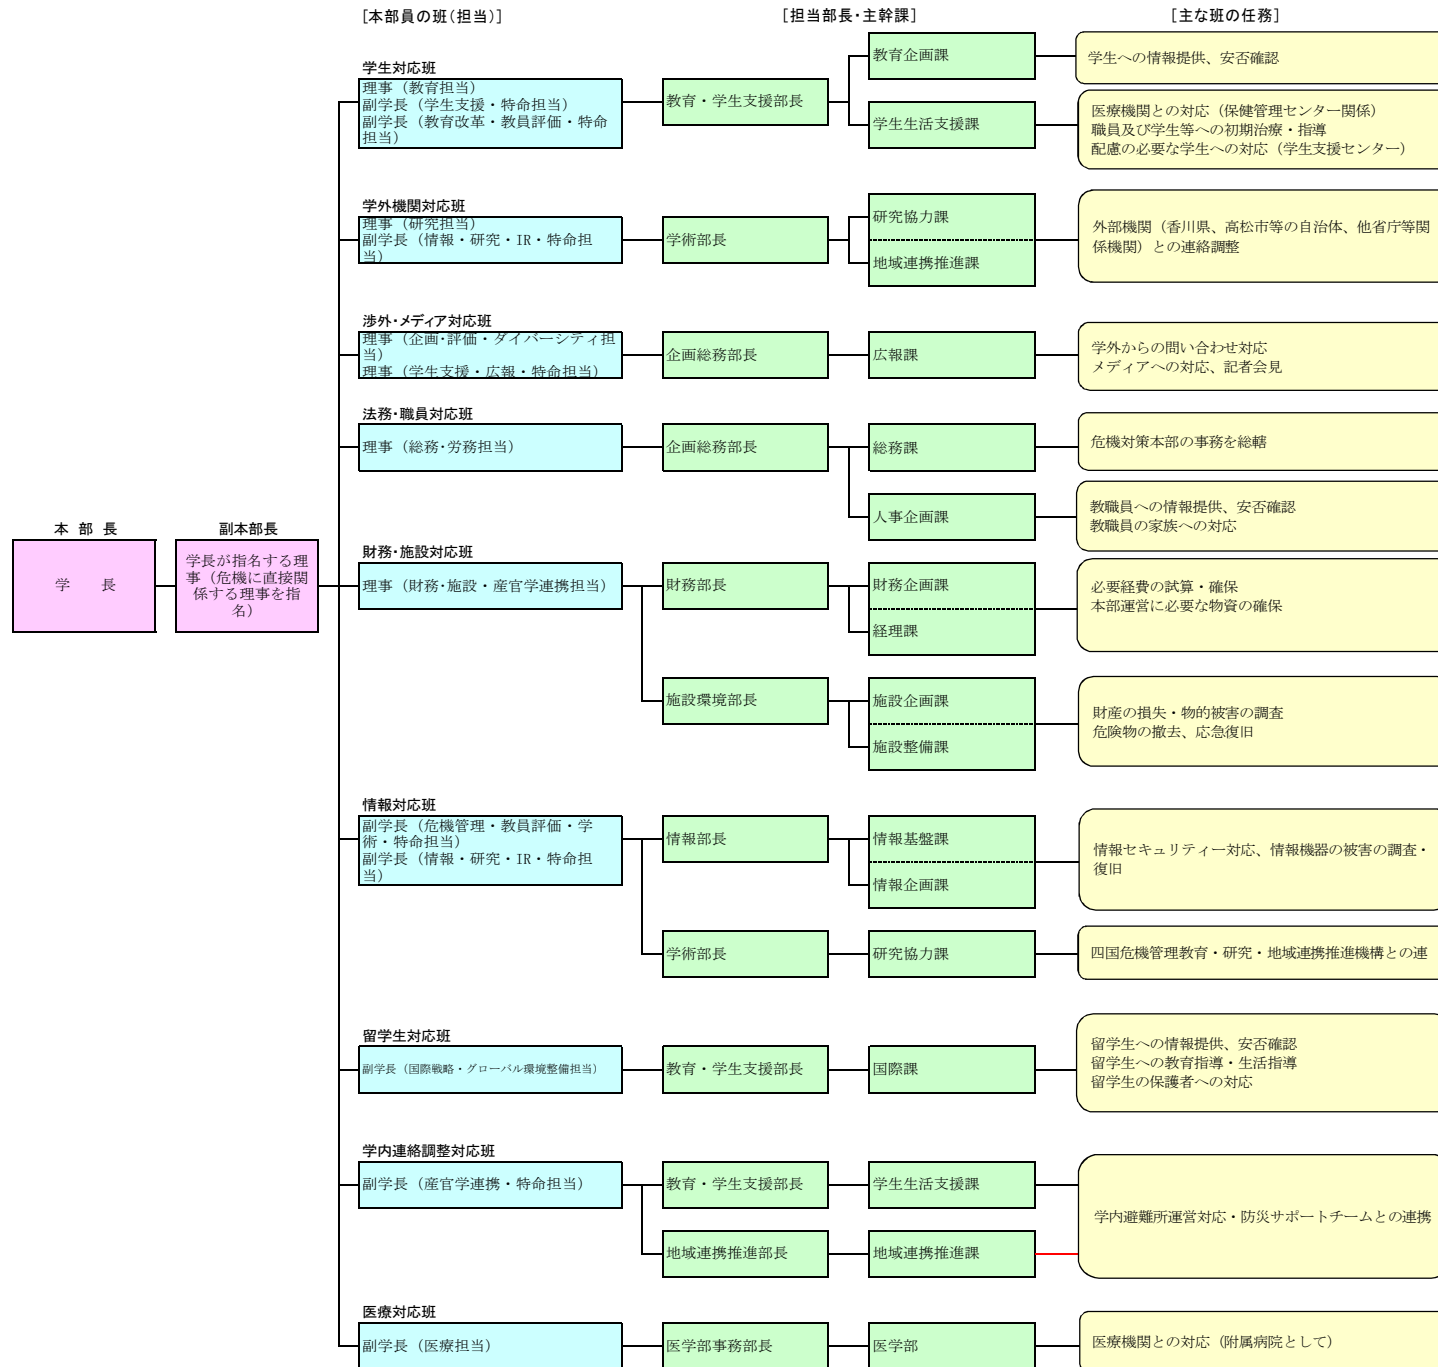 [本部員の班(担当)]
[担当部長・主幹課]
[主な班の任務]
本 部 長
学 長
副本部長
学長が指名する理
事（危機に直接関
係する理事を指
名）
学生対応班
理事（教育担当）
副学長（学生支援・特命担当）
副学長（教育改革・教員評価・特命
担当）
教育・学生支援部長
教育企画課
学生への情報提供、安否確認
学生生活支援課
医療機関との対応（保健管理センター関係）
職員及び学生等への初期治療・指導
配慮の必要な学生への対応（学生支援センター）
学外機関対応班
理事（研究担当）
副学長（情報・研究・IR・特命担
当）
学術部長
研究協力課
地域連携推進課
外部機関（香川県、高松市等の自治体、他省庁等関
係機関）との連絡調整
渉外・メディア対応班
理事（企画・評価・ダイバーシティ担
当）
理事（学生支援・広報・特命担当）
企画総務部長
広報課
学外からの問い合わせ対応
メディアへの対応、記者会見
法務・職員対応班
理事（総務・労務担当）
企画総務部長
総務課
危機対策本部の事務を総轄
人事企画課
教職員への情報提供、安否確認
教職員の家族への対応
財務・施設対応班
理事（財務・施設・産官学連携担当）
財務部長
財務企画課
経理課
必要経費の試算・確保
本部運営に必要な物資の確保
施設環境部長
施設企画課
施設整備課
財産の損失・物的被害の調査
危険物の撤去、応急復旧
情報対応班
副学長（危機管理・教員評価・学
術・特命担当）
副学長（情報・研究・IR・特命担
当）
情報部長
情報基盤課
情報企画課
情報セキュリティー対応、情報機器の被害の調査・
復旧
学術部長
研究協力課
四国危機管理教育・研究・地域連携推進機構との連
留学生対応班
副学長（国際戦略・グローバル環境整備担当）
教育・学生支援部長
国際課
留学生への情報提供、安否確認
留学生への教育指導・生活指導
留学生の保護者への対応
学内連絡調整対応班
副学長（産官学連携・特命担当）
教育・学生支援部長
学生生活支援課
地域連携推進部長
地域連携推進課
学内避難所運営対応・防災サポートチームとの連携
医療対応班
副学長（医療担当）
医学部事務部長
医学部
医療機関との対応（附属病院として）